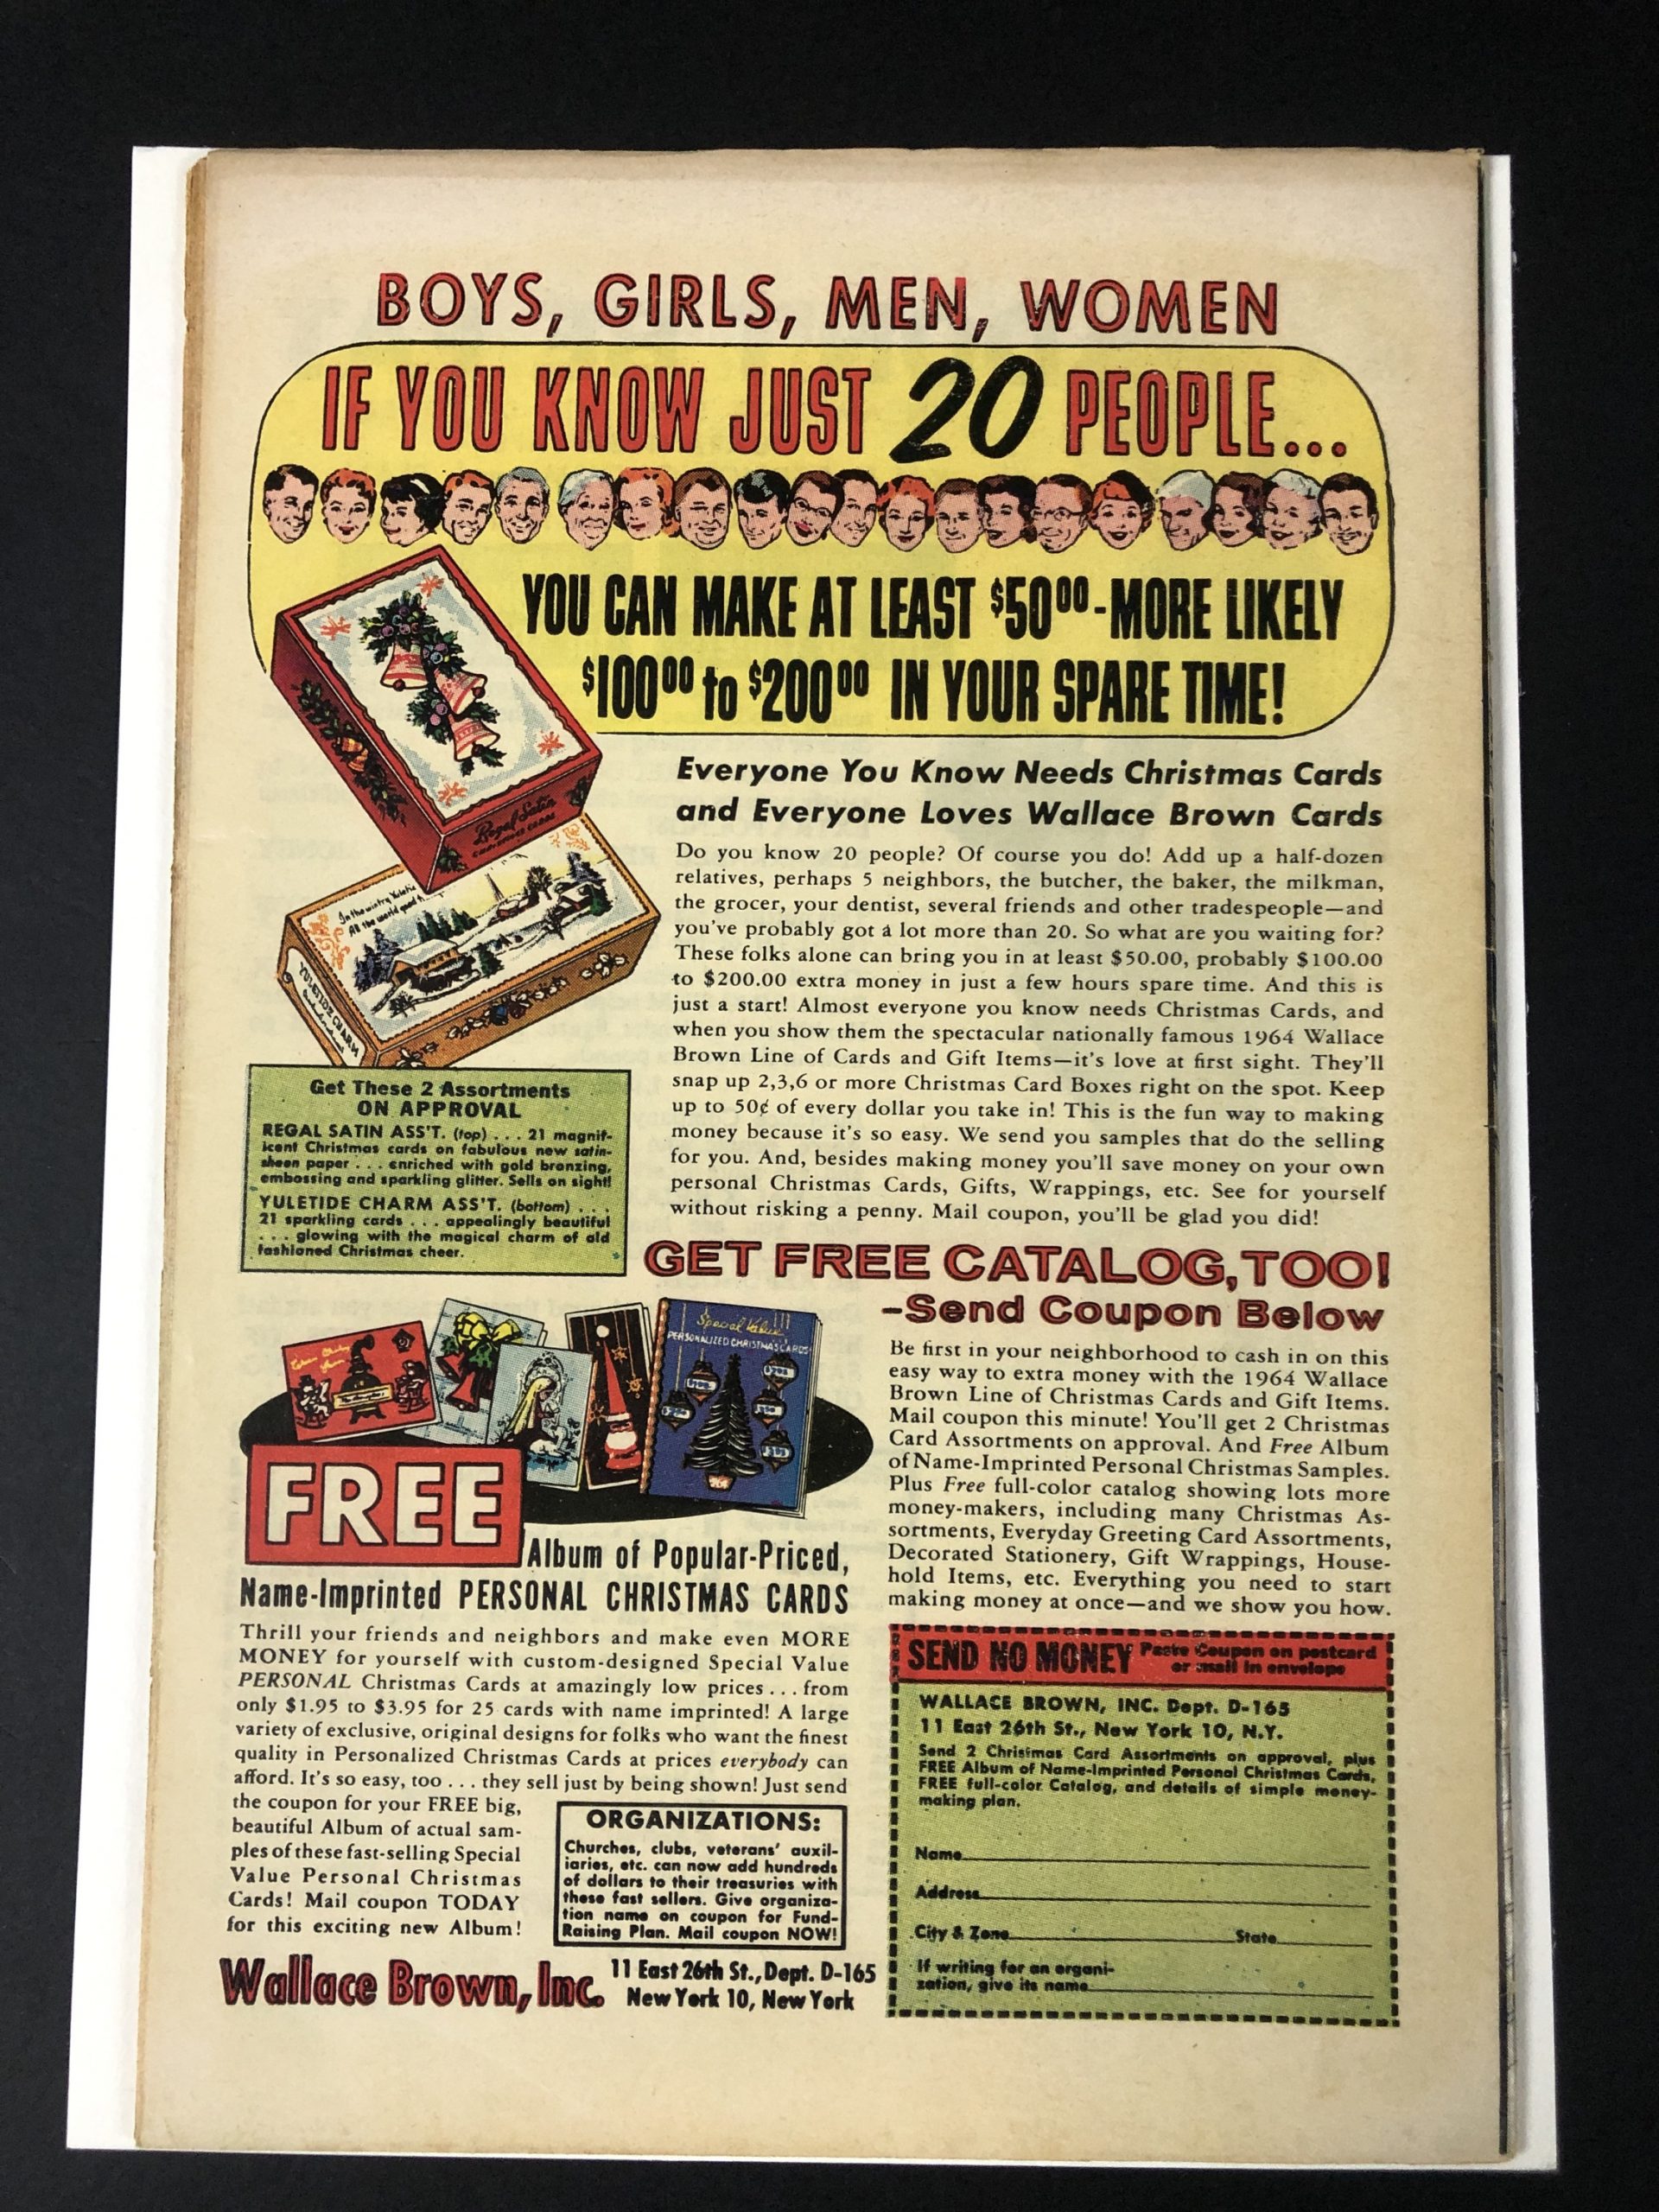 BOYS, GIRLS, MEN, WOMEN
IF YOU KNOW JUST 20 PEOPLE...
YOU CAN MAKE AT LEAST $50⁰⁰-MORE LIKELY
$100⁰⁰ to $200⁰⁰ IN YOUR SPARE TIME!
Regal Satin
CHRISTMAS CARDS
In the wintry Yuletide
All the world
YULETIDE CHARM
Everyone You Know Needs Christmas Cards
and Everyone Loves Wallace Brown Cards
Do you know 20 people? Of course you do! Add up a half-dozen
relatives, perhaps 5 neighbors, the butcher, the baker, the milkman,
the grocer, your dentist, several friends and other tradespeople—and
you've probably got a lot more than 20. So what are you waiting for?
These folks alone can bring you in at least $50.00, probably $100.00
to $200.00 extra money in just a few hours spare time. And this is
just a start! Almost everyone you know needs Christmas Cards, and
when you show them the spectacular nationally famous 1964 Wallace
Brown Line of Cards and Gift Items—it's love at first sight. They'll
snap up 2,3,6 or more Christmas Card Boxes right on the spot. Keep
up to 50¢ of every dollar you take in! This is the fun way to making
money because it's so easy. We send you samples that do the selling
for you. And, besides making money you'll save money on your own
personal Christmas Cards, Gifts, Wrappings, etc. See for yourself
without risking a penny. Mail coupon, you'll be glad you did!
Get These 2 Assortments
ON APPROVAL
REGAL SATIN ASS'T. (top) . . . 21 magnif-
icent Christmas cards on fabulous new satin-
sheen paper . . . enriched with gold bronzing,
embossing and sparkling glitter. Sells on sight!
YULETIDE CHARM ASS'T. (bottom) . . .
21 sparkling cards . . . appealingly beautiful
. . . glowing with the magical charm of old
fashioned Christmas cheer.
GET FREE CATALOG, TOO!
-Send Coupon Below
Be first in your neighborhood to cash in on this
easy way to extra money with the 1964 Wallace
Brown Line of Christmas Cards and Gift Items.
Mail coupon this minute! You'll get 2 Christmas
Card Assortments on approval. And Free Album
of Name-Imprinted Personal Christmas Samples.
Plus Free full-color catalog showing lots more
money-makers, including many Christmas As-
sortments, Everyday Greeting Card Assortments,
Decorated Stationery, Gift Wrappings, House-
hold Items, etc. Everything you need to start
making money at once—and we show you how.
Special Value
PERSONALIZED CHRISTMAS CARDS
FREE
Album of Popular-Priced,
Name-Imprinted PERSONAL CHRISTMAS CARDS
Thrill your friends and neighbors and make even MORE
MONEY for yourself with custom-designed Special Value
PERSONAL Christmas Cards at amazingly low prices . . . from
only $1.95 to $3.95 for 25 cards with name imprinted! A large
variety of exclusive, original designs for folks who want the finest
quality in Personalized Christmas Cards at prices everybody can
afford. It's so easy, too . . . they sell just by being shown! Just send
the coupon for your FREE big,
beautiful Album of actual sam-
ples of these fast-selling Special
Value Personal Christmas
Cards! Mail coupon TODAY
for this exciting new Album!
ORGANIZATIONS:
Churches, clubs, veterans' auxil-
iaries, etc. can now add hundreds
of dollars to their treasuries with
these fast sellers. Give organiza-
tion name on coupon for Fund-
Raising Plan. Mail coupon NOW!
Wallace Brown, Inc.
11 East 26th St., Dept. D-165
New York 10, New York
SEND NO MONEY
Paste Coupon on postcard
or mail in envelope
WALLACE BROWN, INC. Dept. D-165
11 East 26th St., New York 10, N.Y.
Send 2 Christmas Card Assortments on approval, plus
FREE Album of Name-Imprinted Personal Christmas Cards,
FREE full-color Catalog, and details of simple money-
making plan.
Name
Address
City & Zone State
If writing for an organi-
zation, give its name